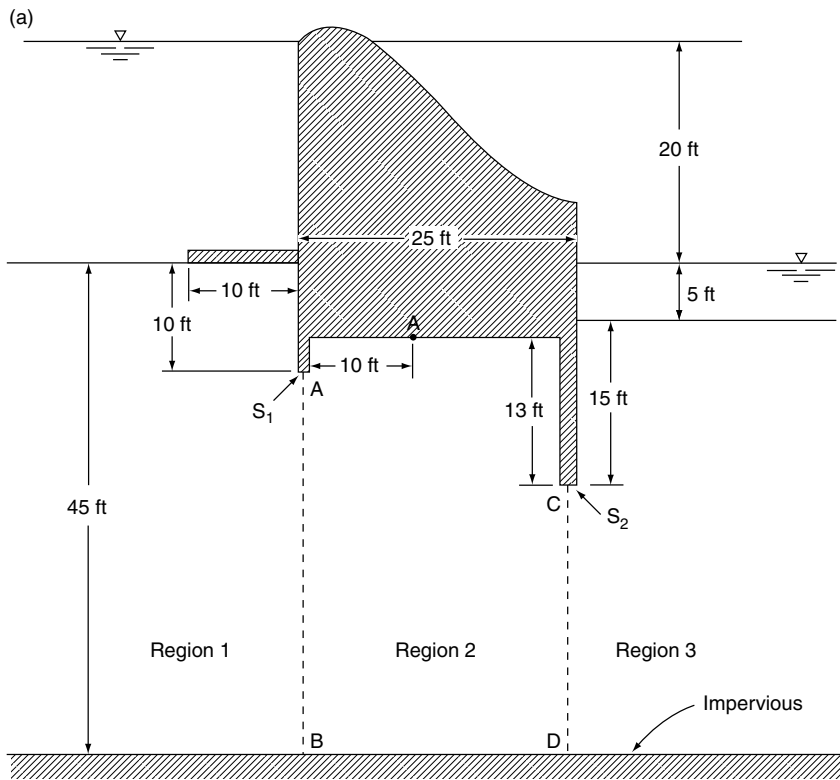 (a)
20 ft
25 ft
10 ft
5 ft
10 ft
A
10 ft
A
S1
13 ft
15 ft
C
S2
45 ft
Region 1
Region 2
Region 3
Impervious
B
D